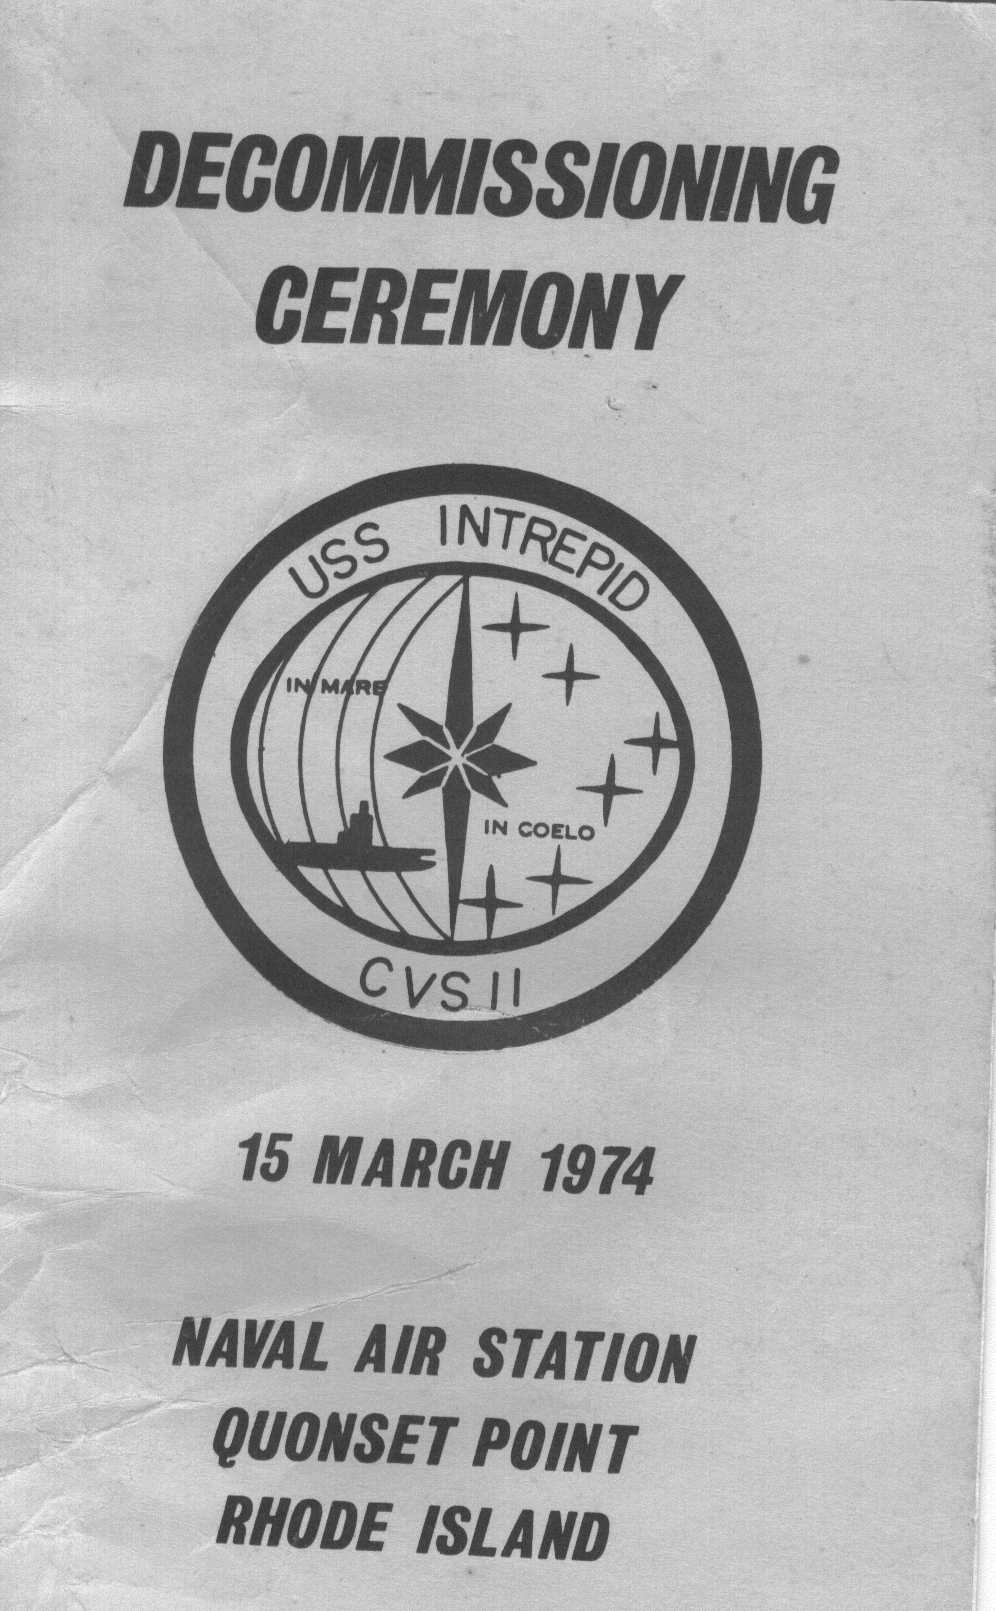 DECOMMISSIONING
CEREMONY
USS INTREPID
IN MARE
IN COELO
CVS 11
15 MARCH 1974
NAVAL AIR STATION
QUONSET POINT
RHODE ISLAND